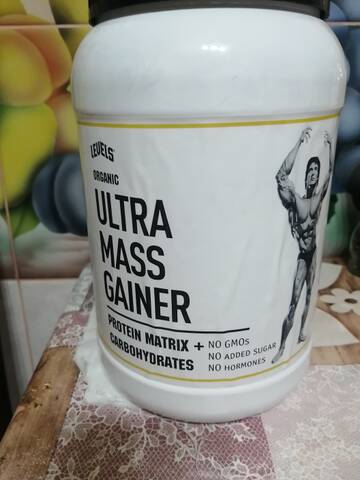 LEVELS
ORGANIC
ULTRA
MASS
GAINER
PROTEIN MATRIX +
CARBOHYDRATES
NO GMOs
NO ADDED SUGAR
NO HORMONES